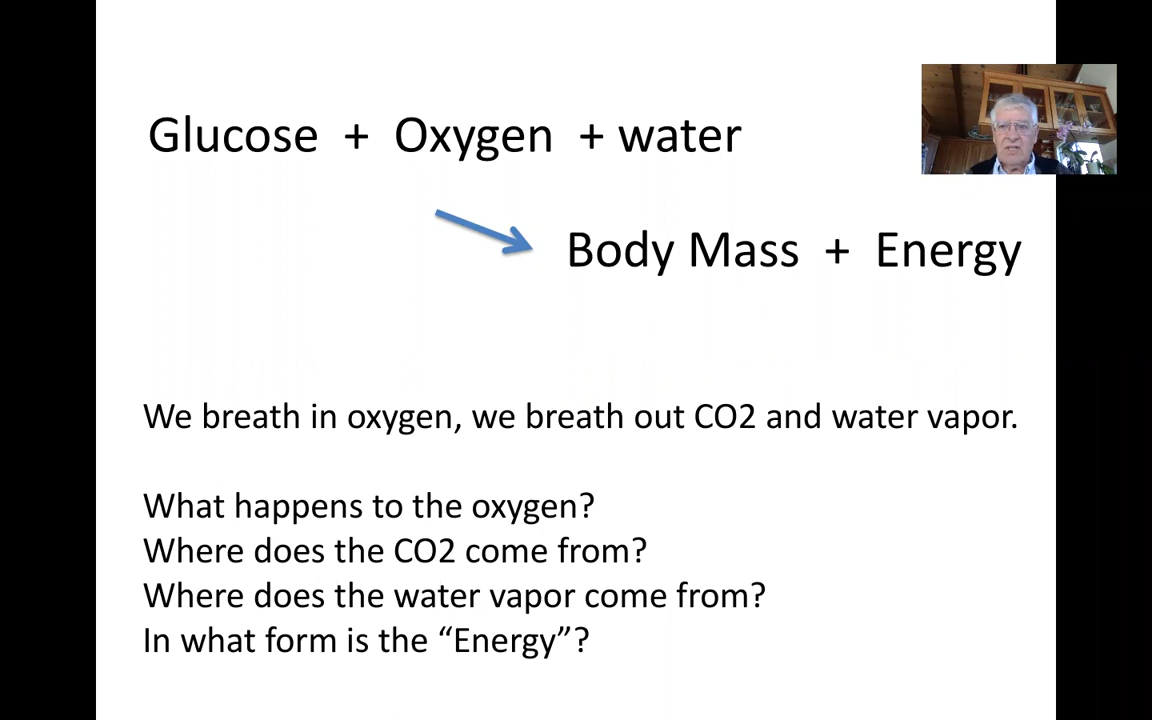 Glucose + Oxygen + water
Body Mass + Energy
We breath in oxygen, we breath out CO2 and water vapor.
What happens to the oxygen?
Where does the CO2 come from?
Where does the water vapor come from?
In what form is the “Energy”?